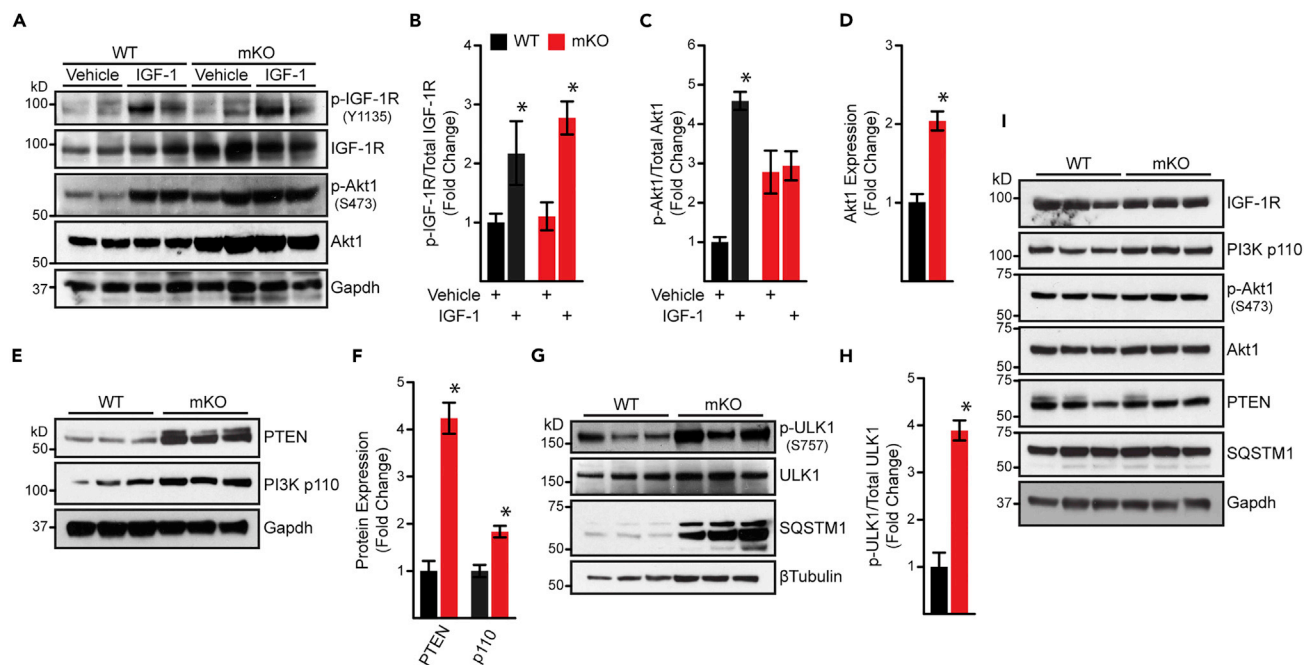 A
WT mKO
Vehicle IGF-1 Vehicle IGF-1
kD
100 p-IGF-1R
(Y1135)
100 IGF-1R
p-Akt1
50 (S473)
50 Akt1
37 Gapdh
B
WT mKO
p-IGF-1R/Total IGF-1R
(Fold Change)
4
3
2
1
* *
Vehicle + +
IGF-1 + +
C
p-Akt1/Total Akt1
(Fold Change)
6
5
4
3
2
1
*
Vehicle + +
IGF-1 + +
D
Akt1 Expression
(Fold Change)
2
1
*
E
WT mKO
kD
50 PTEN
100 PI3K p110
37 Gapdh
F
Protein Expression
(Fold Change)
5
4
3
2
1
* *
PTEN p110
G
WT mKO
kD
150 p-ULK1
(S757)
150 ULK1
75
50 SQSTM1
50 βTubulin
H
p-ULK1/Total ULK1
(Fold Change)
5
4
3
2
1
*
I
WT mKO
kD
100 IGF-1R
100 PI3K p110
75 p-Akt1
50 (S473)
75
50 Akt1
75
50 PTEN
75
50 SQSTM1
37 Gapdh